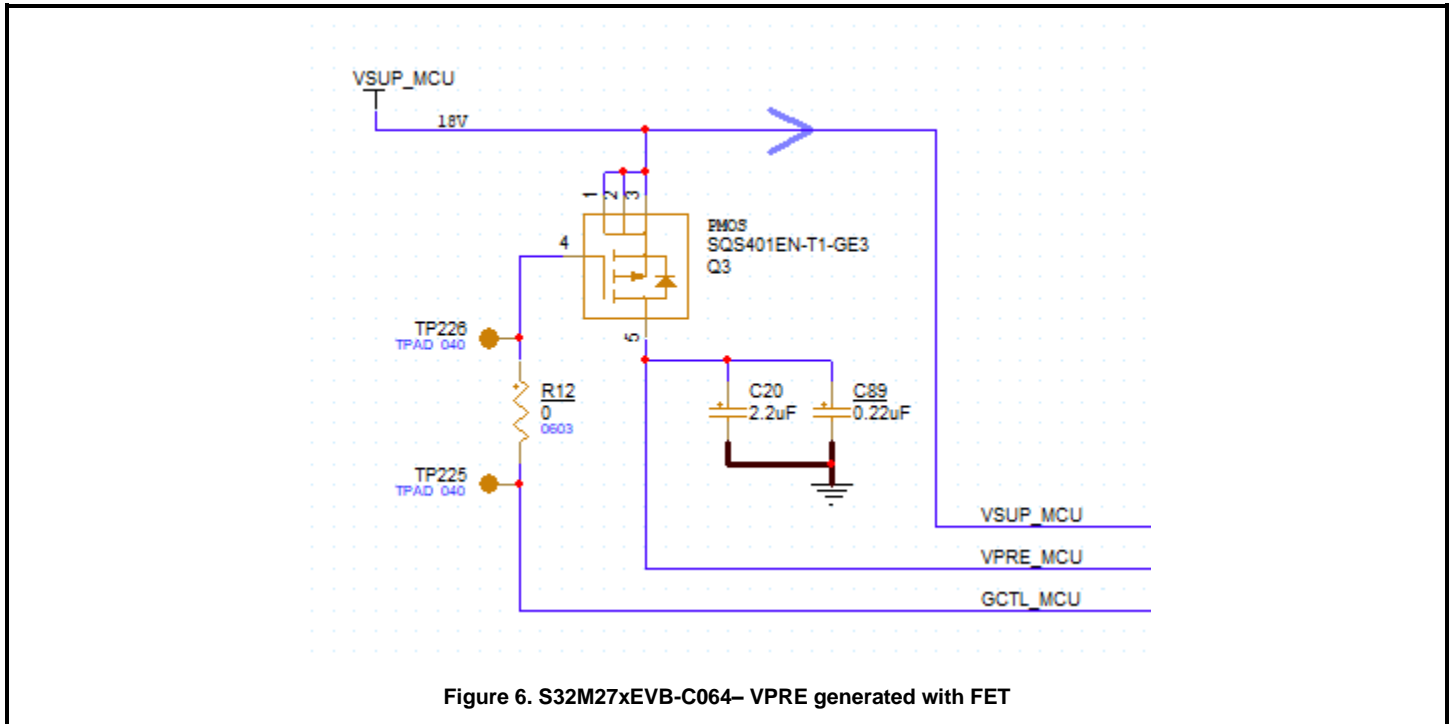 VSUP_MCU
18V
1
2
3
PMOS
SQS401EN-T1-GE3
Q3
4
5
TP226
TPAD 040
R12
0
0603
TP225
TPAD 040
C20
2.2uF
C89
0.22uF
VSUP_MCU
VPRE_MCU
GCTL_MCU
Figure 6. S32M27xEVB-C064– VPRE generated with FET